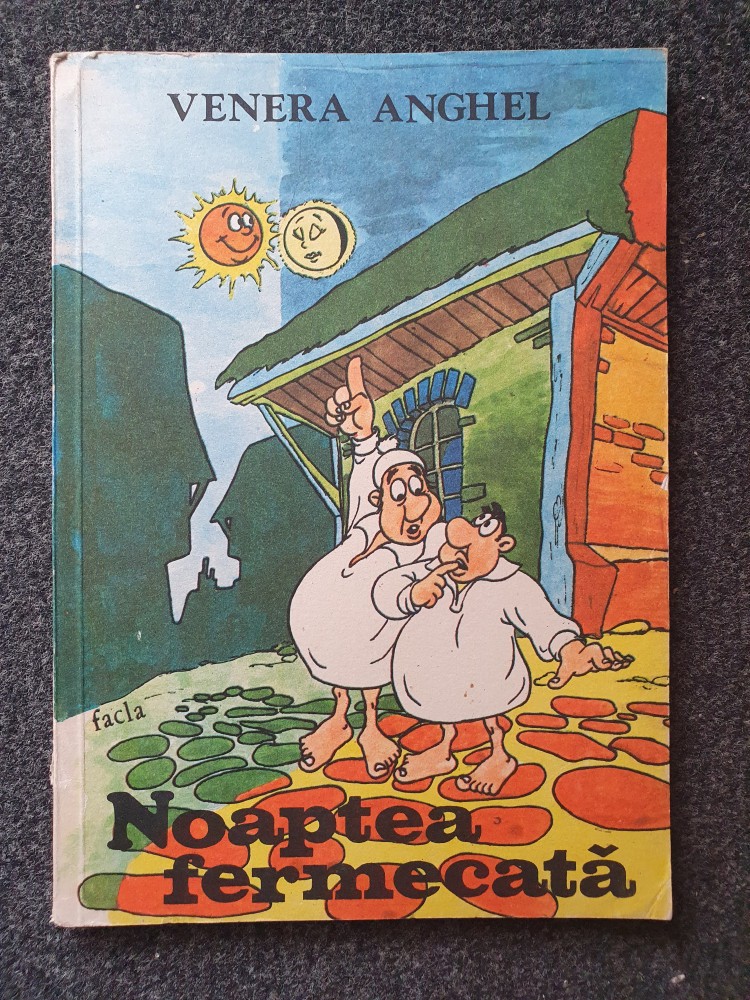 VENERA ANGHEL
facla
Noaptea
fermecată